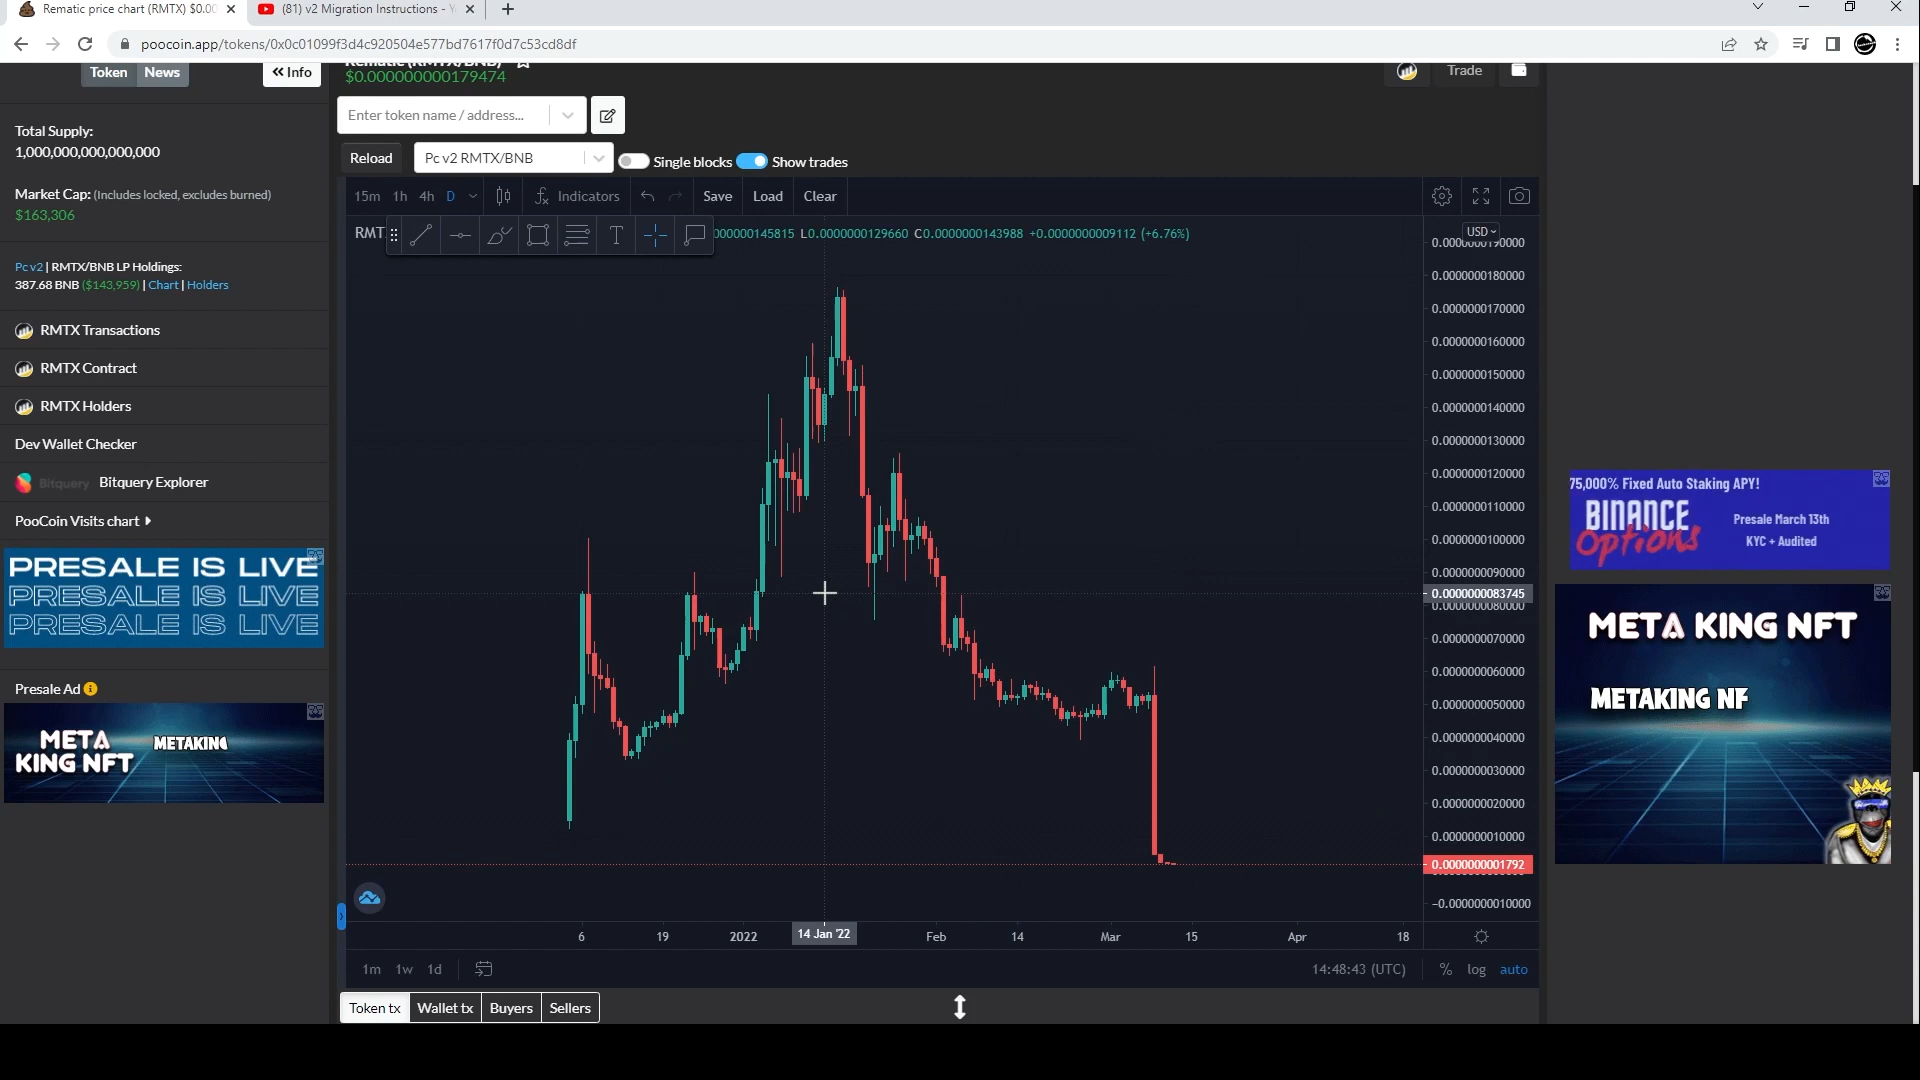 Rematic price chart (RMTX) $0.00
(81) v2 Migration Instructions - Y
poocoin.app/tokens/0x0c01099f3d4c920504e577bd7617f0d7c53cd8df
Token
News
« Info
Total Supply:
1,000,000,000,000,000
Market Cap: (Includes locked, excludes burned)
$163,306
Pc v2 | RMTX/BNB LP Holdings:
387.68 BNB ($143,959) | Chart | Holders
RMTX Transactions
RMTX Contract
RMTX Holders
Dev Wallet Checker
Bitquery
Bitquery Explorer
PooCoin Visits chart
PRESALE IS LIVE
PRESALE IS LIVE
PRESALE IS LIVE
Presale Ad
META
KING NFT
METAKING
Rematic (RMTX/BNB)
$0.000000000179474
Trade
Enter token name / address...
Reload
Pc v2 RMTX/BNB
Single blocks
Show trades
15m 1h 4h D
Indicators
Save
Load
Clear
RMT
000000145815 L0.0000000129660 C0.0000000143988 +0.0000000009112 (+6.76%)
USD
0.0000000190000
0.0000000180000
0.0000000170000
0.0000000160000
0.0000000150000
0.0000000140000
0.0000000130000
0.0000000120000
0.0000000110000
0.0000000100000
0.0000000090000
0.0000000083745
0.0000000080000
0.0000000070000
0.0000000060000
0.0000000050000
0.0000000040000
0.0000000030000
0.0000000020000
0.0000000010000
0.0000000001792
−0.0000000010000
6
19
2022
14 Jan '22
Feb
14
Mar
15
Apr
18
1m 1w 1d
14:48:43 (UTC)
% log auto
Token tx
Wallet tx
Buyers
Sellers
75,000% Fixed Auto Staking APY!
BINANCE
Options
Presale March 13th
KYC + Audited
META KING NFT
METAKING NF